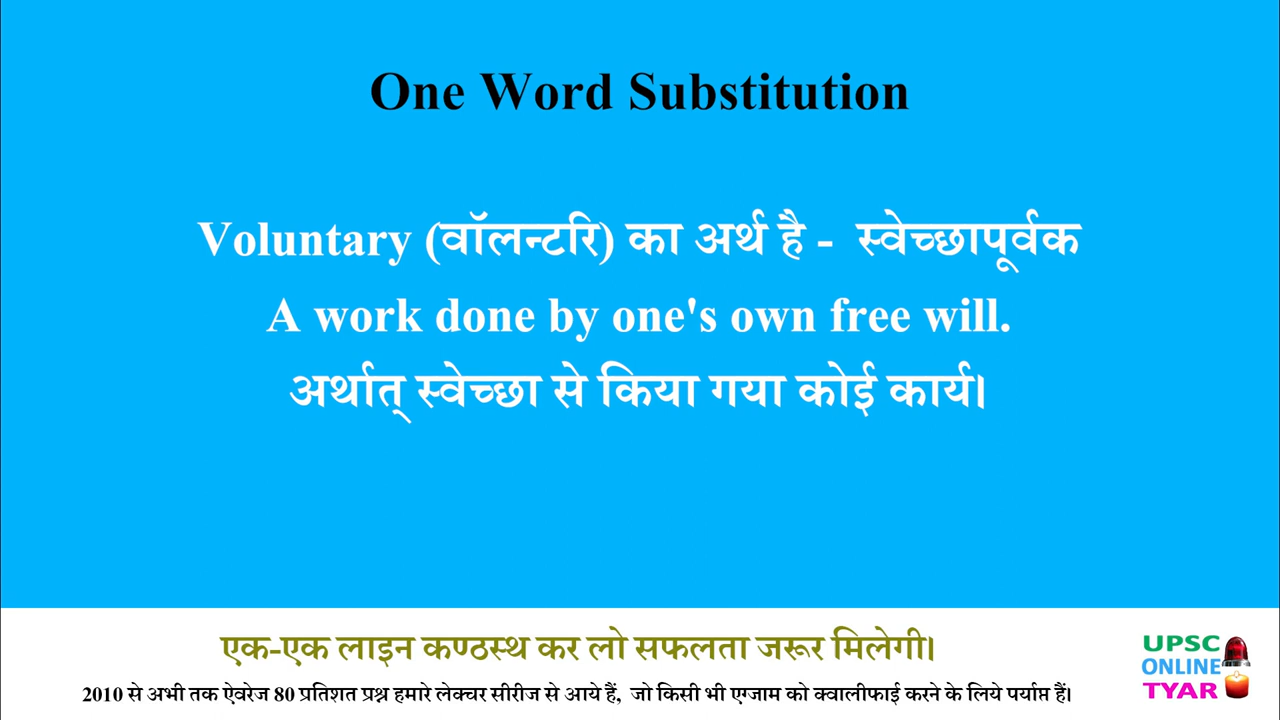 One Word Substitution
Voluntary (वॉलन्टरि) का अर्थ है - स्वेच्छापूर्वक
A work done by one's own free will.
अर्थात् स्वेच्छा से किया गया कोई कार्य।
एक-एक लाइन कण्ठस्थ कर लो सफलता जरूर मिलेगी।
2010 से अभी तक ऐवरेज 80 प्रतिशत प्रश्न हमारे लेक्चर सीरीज से आये हैं, जो किसी भी एग्जाम को क्वालीफाई करने के लिये पर्याप्त हैं।
UPSC
ONLINE
TYAR